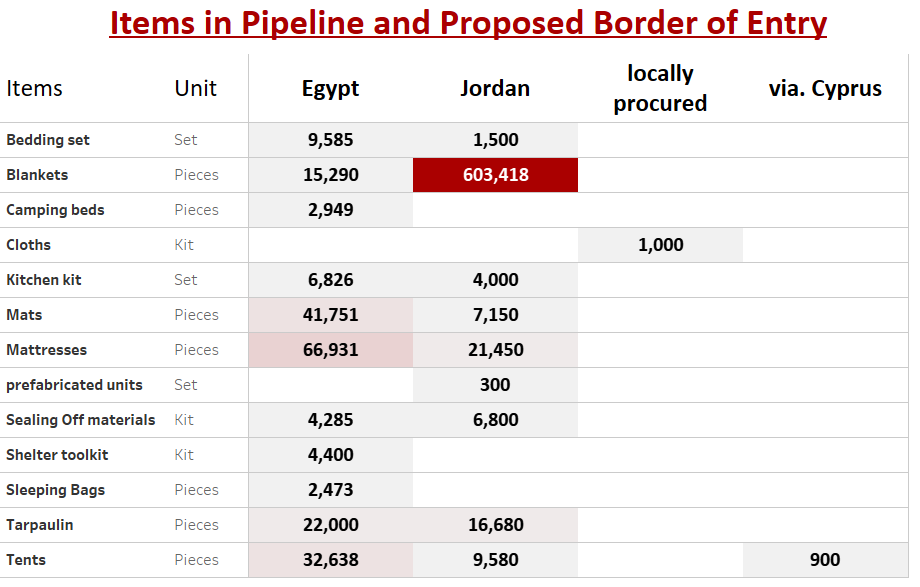 Items in Pipeline and Proposed Border of Entry
Items Unit Egypt Jordan locally procured via. Cyprus
Bedding set Set 9,585 1,500
Blankets Pieces 15,290 603,418
Camping beds Pieces 2,949
Cloths Kit 1,000
Kitchen kit Set 6,826 4,000
Mats Pieces 41,751 7,150
Mattresses Pieces 66,931 21,450
prefabricated units Set 300
Sealing Off materials Kit 4,285 6,800
Shelter toolkit Kit 4,400
Sleeping Bags Pieces 2,473
Tarpaulin Pieces 22,000 16,680
Tents Pieces 32,638 9,580 900